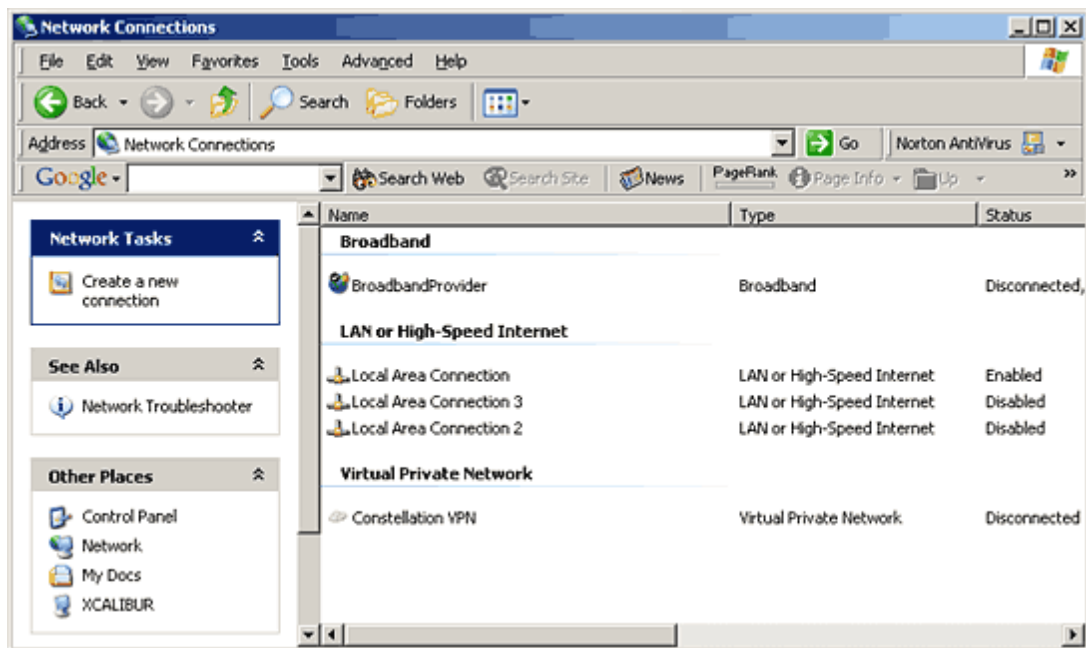 Network Connections
File Edit View Favorites Tools Advanced Help
Back Search Folders
Address Network Connections Go Norton AntiVirus
Google Search Web Search Site News PageRank Page Info Up »
Name Type Status
Network Tasks
Create a new
connection
See Also
Network Troubleshooter
Other Places
Control Panel
Network
My Docs
XCALIBUR
Broadband
BroadbandProvider Broadband Disconnected,
LAN or High-Speed Internet
Local Area Connection LAN or High-Speed Internet Enabled
Local Area Connection 3 LAN or High-Speed Internet Disabled
Local Area Connection 2 LAN or High-Speed Internet Disabled
Virtual Private Network
Constellation VPN Virtual Private Network Disconnected